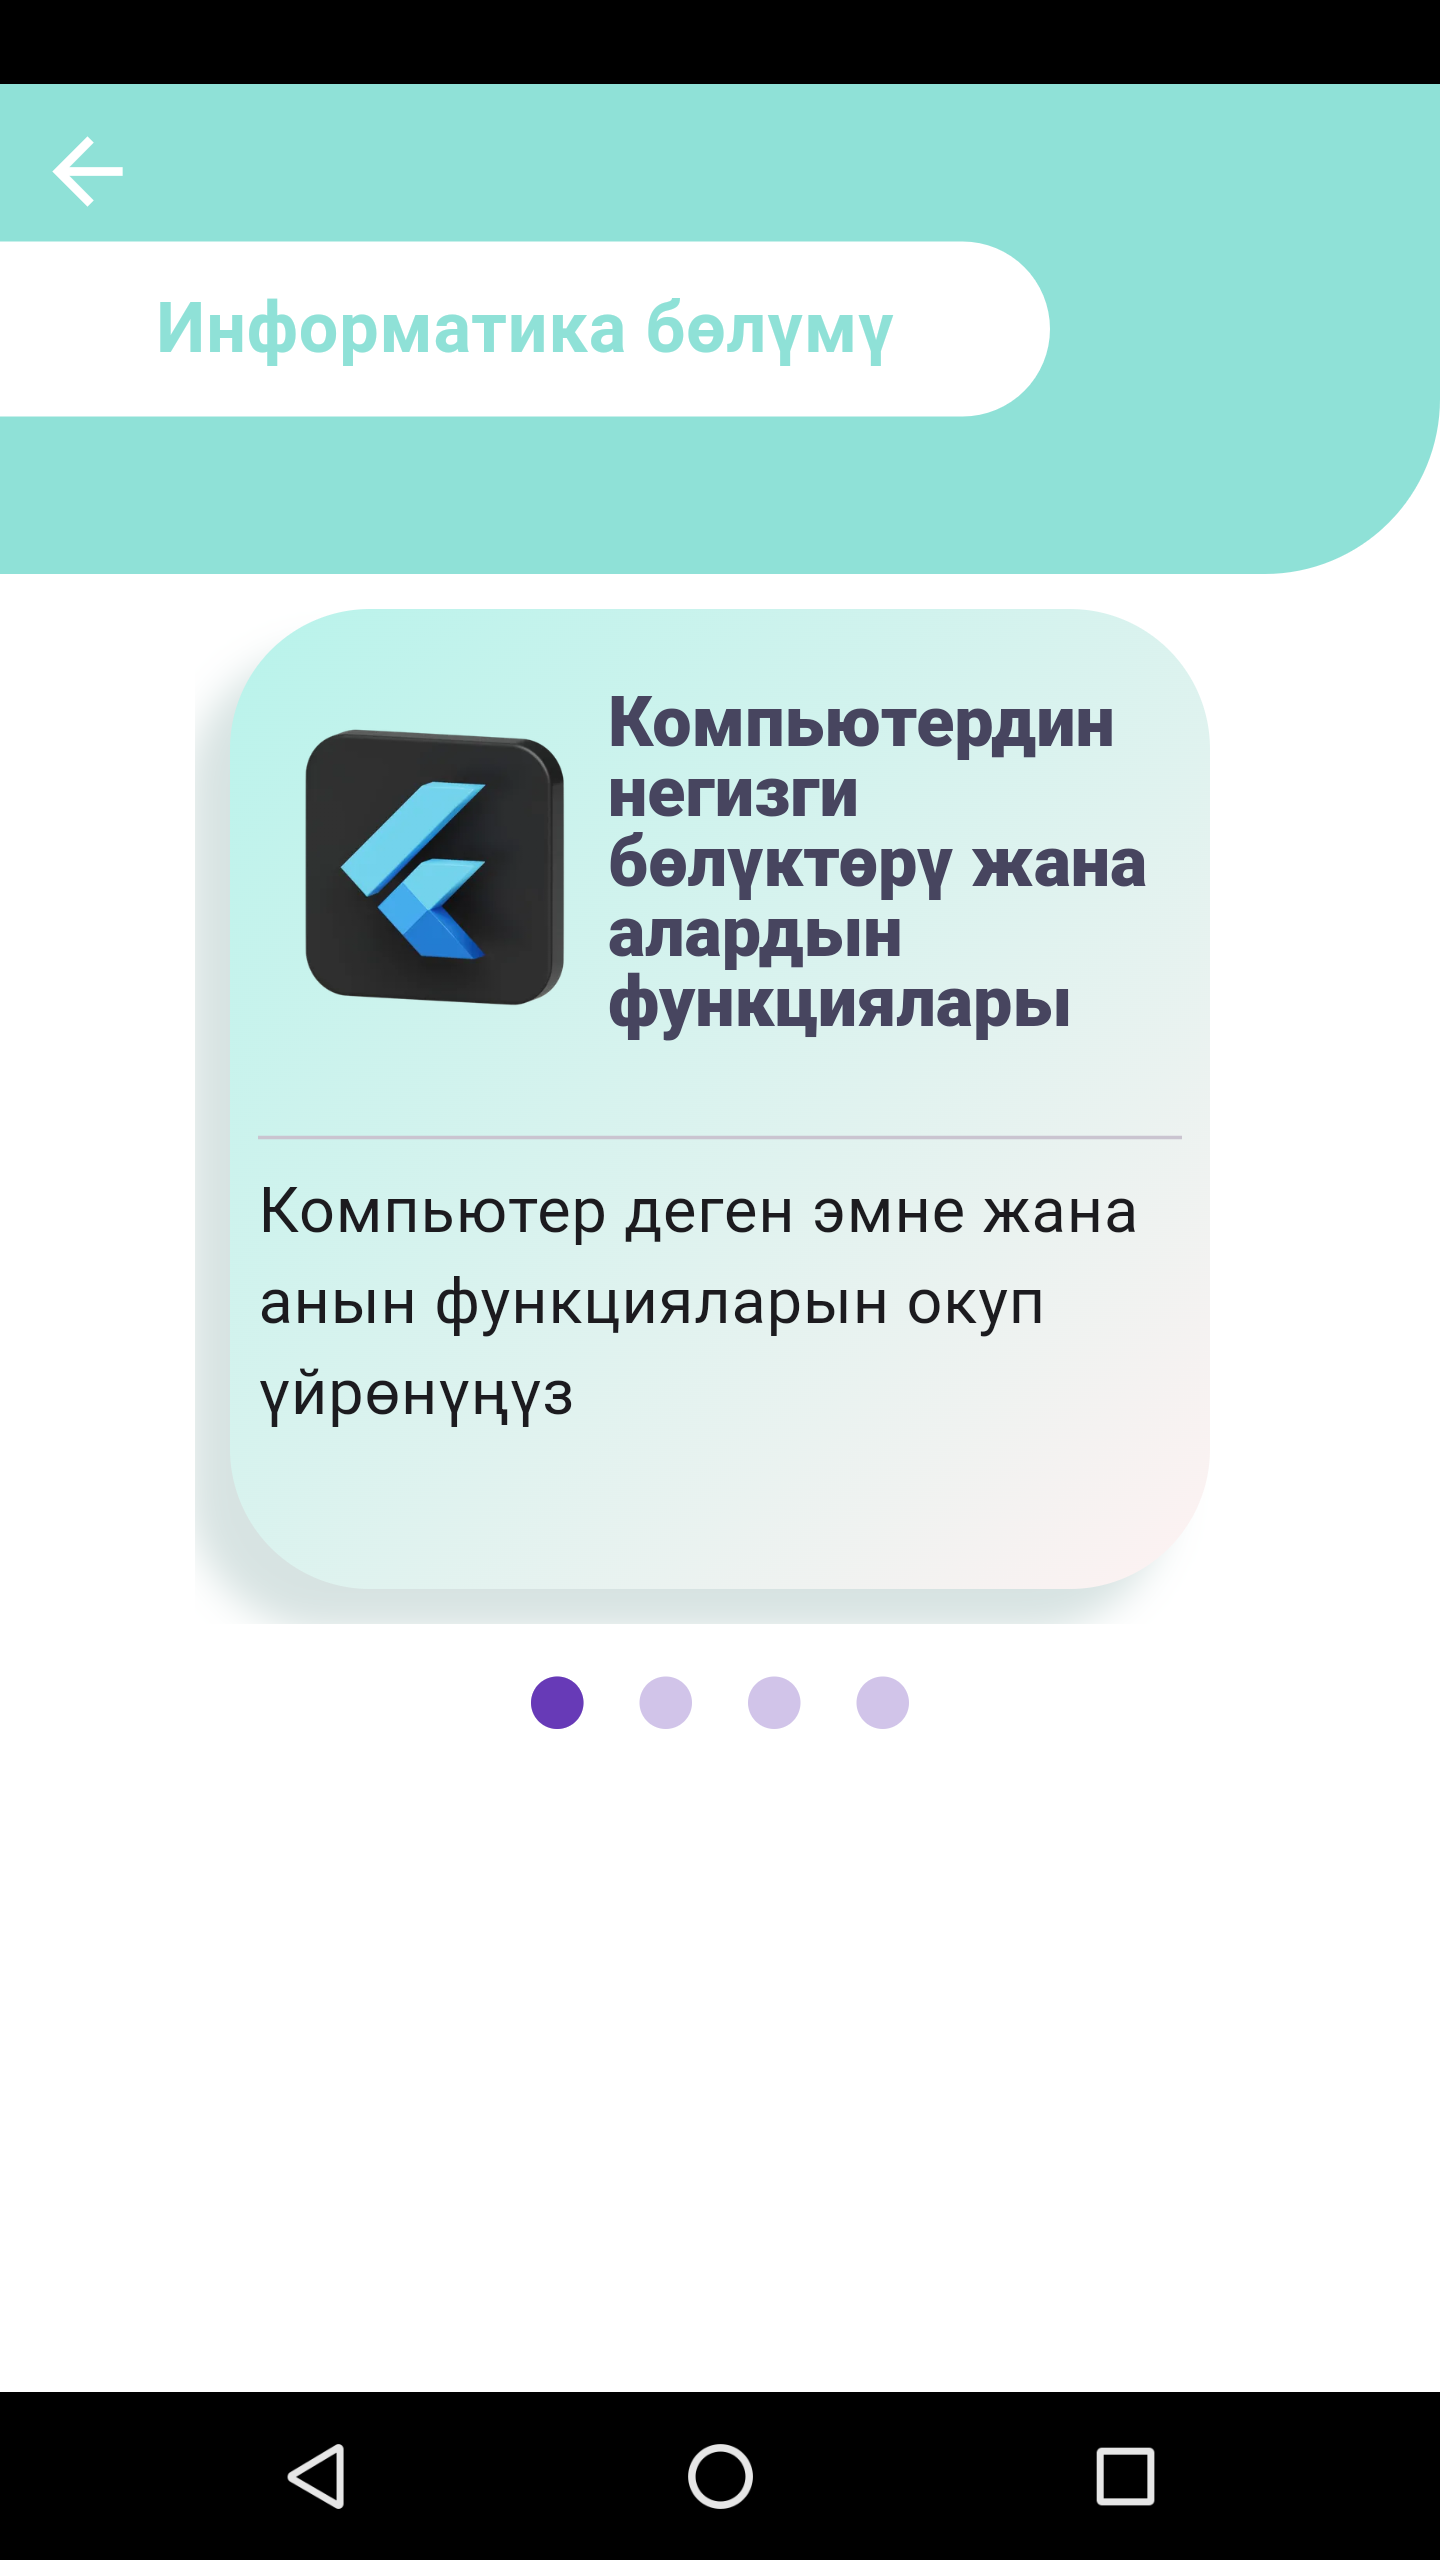 Информатика бөлүмү
Компьютердин
негизги
бөлүктөрү жана
алардын
функциялары
Компьютер деген эмне жана
анын функцияларын окуп
үйрөнүңүз